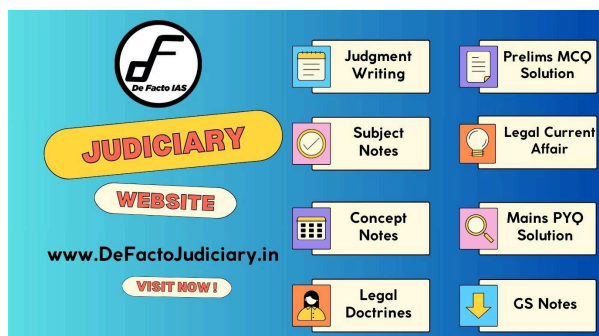 De Facto IAS
JUDICIARY
WEBSITE
www.DeFactoJudiciary.in
VISIT NOW !
Judgment
Writing
Subject
Notes
Concept
Notes
Legal
Doctrines
Prelims MCQ
Solution
Legal Current
Affair
Mains PYQ
Solution
GS Notes